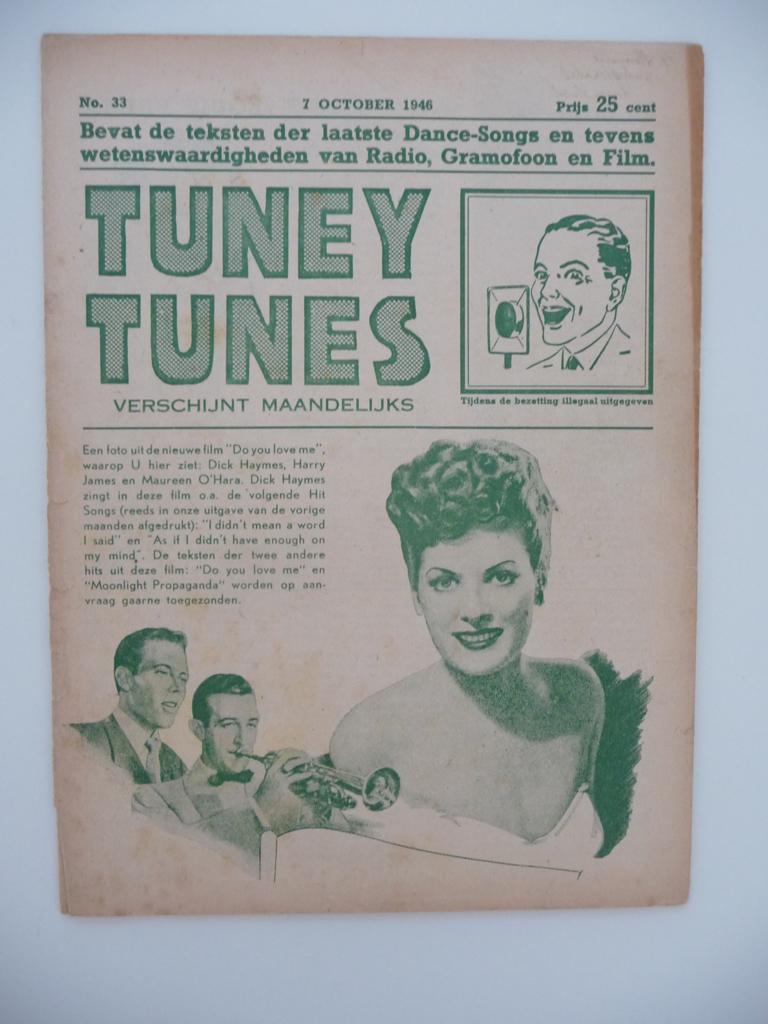 No. 33 7 OCTOBER 1946 Prijs 25 cent
Bevat de teksten der laatste Dance-Songs en tevens
wetenswaardigheden van Radio, Gramofoon en Film.
TUNEY
TUNES
VERSCHIJNT MAANDELIJKS
Tijdens de bezetting illegaal uitgegeven
Een foto uit de nieuwe film "Do you love me",
waarop U hier ziet: Dick Haymes, Harry
James en Maureen O'Hara. Dick Haymes
zingt in deze film o.a. de volgende Hit
Songs (reeds in onze uitgave van de vorige
maanden afgedrukt): "I didn't mean a word
I said" en "As if I didn't have enough on
my mind". De teksten der twee andere
hits uit deze film: "Do you love me" en
"Moonlight Propaganda" worden op aan-
vraag gaarne toegezonden.